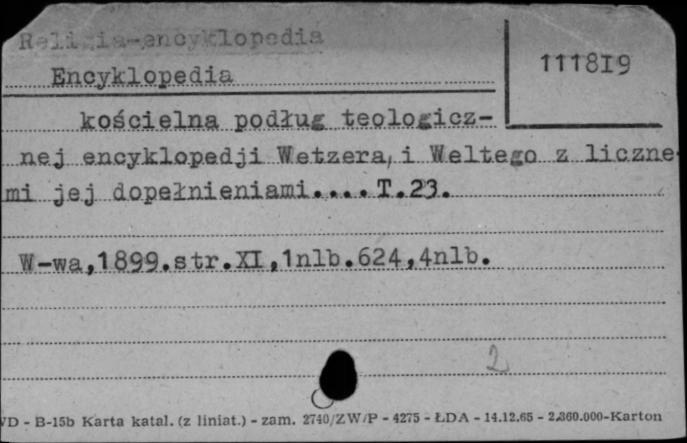 Religia-encyklopedia
Encyklopedia
111819
kościelna podług teologicz-
nej encyklopedji Wetzera, i Weltego z liczne-
mi jej dopełnieniami.... T.23.
W-wa,1899.str.XI,1nlb.624,4nlb.
2
VD - B-15b Karta katal. (z liniat.) - zam. 2740/ZW/P - 4275 - ŁDA - 14.12.65 - 2.360.000-Karton